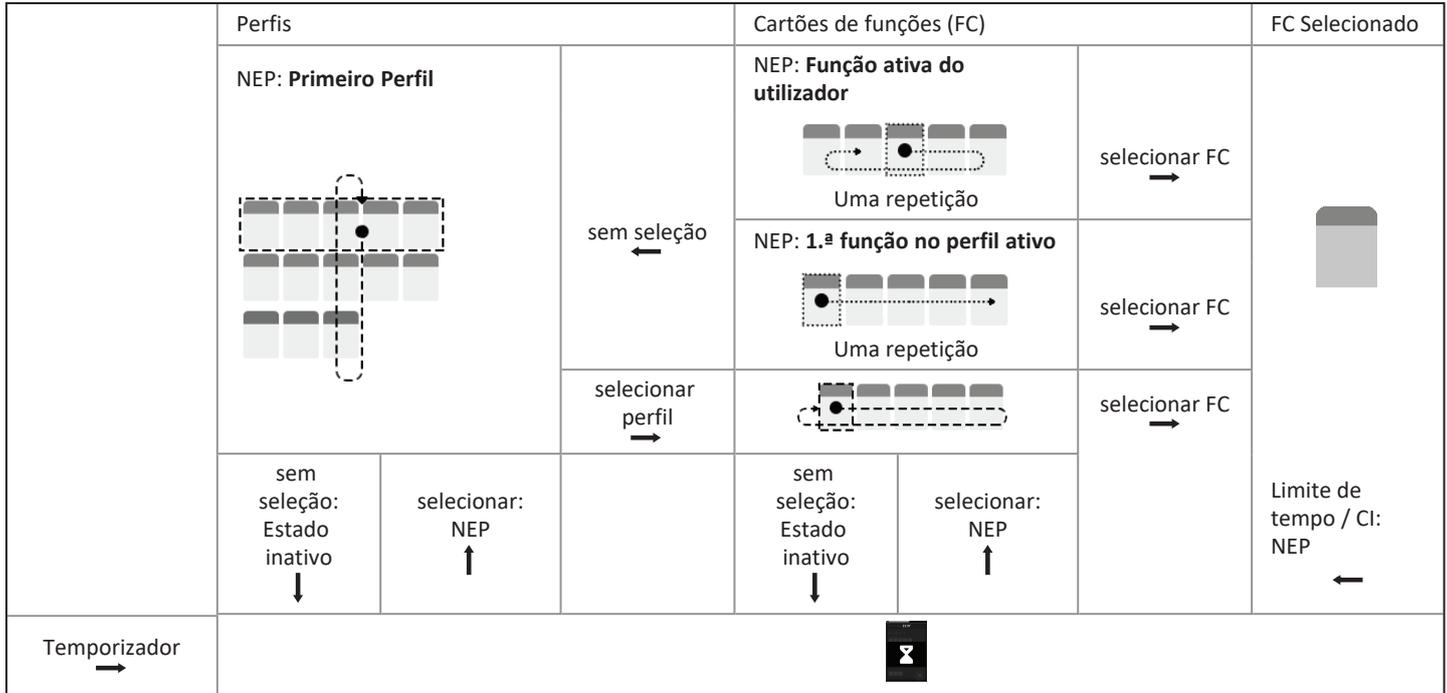 Perfis
Cartões de funções (FC)
FC Selecionado
NEP: Primeiro Perfil
sem seleção
selecionar
perfil
NEP: Função ativa do
utilizador
Uma repetição
selecionar FC
NEP: 1.ª função no perfil ativo
Uma repetição
selecionar FC
selecionar FC
sem
seleção:
Estado
inativo
selecionar:
NEP
sem
seleção:
Estado
inativo
selecionar:
NEP
Limite de
tempo / CI:
NEP
Temporizador